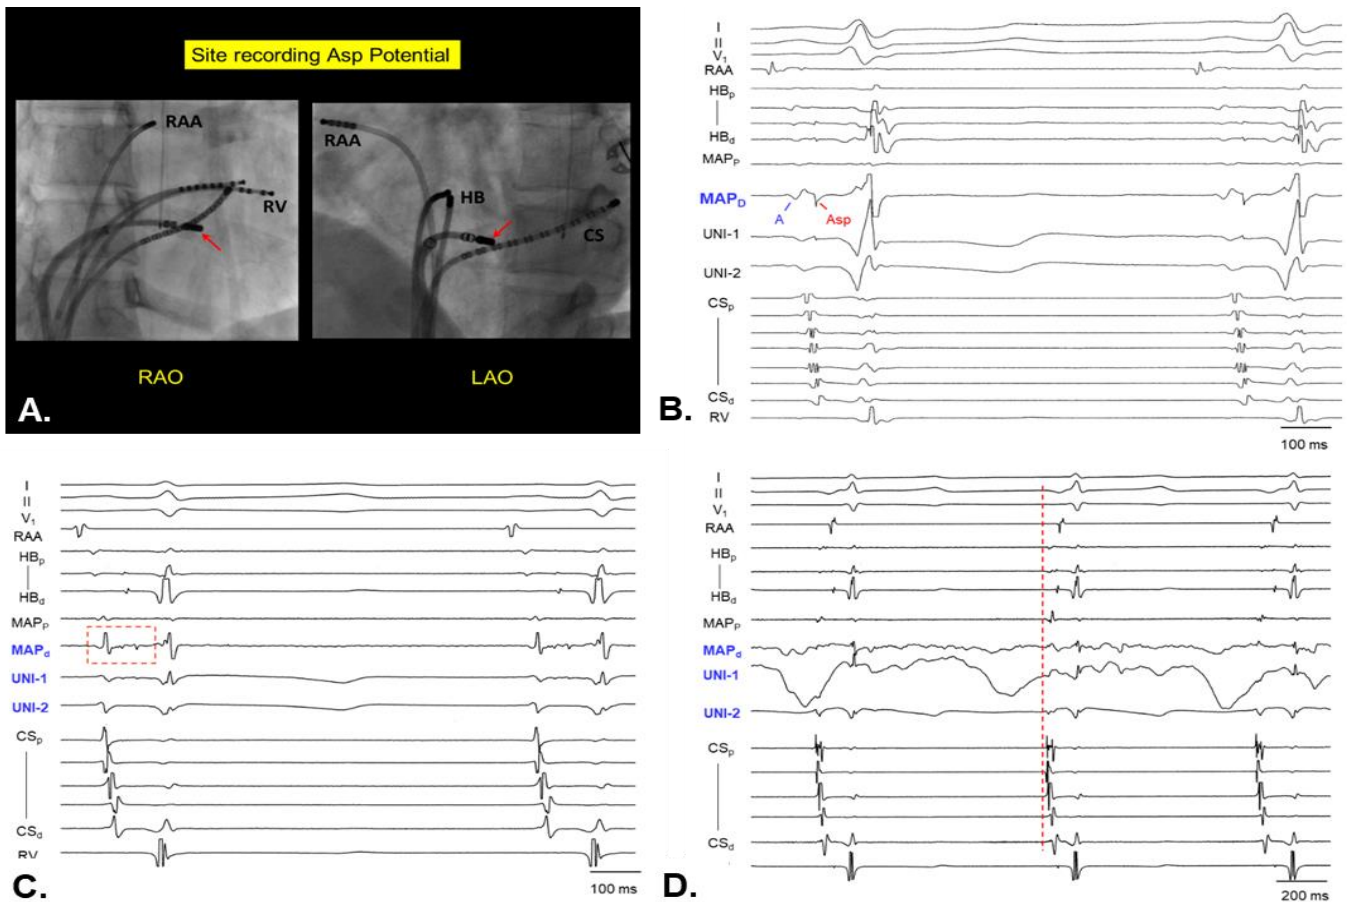 Site recording Asp Potential
RAA
RV
RAA
HB
CS
RAO
LAO
A.
I
II
V1
RAA
HBp
HBd
MAPP
MAPD
A
Asp
UNI-1
UNI-2
CSp
CSd
RV
100 ms
B.
I
II
V1
RAA
HBp
HBd
MAPP
MAPd
UNI-1
UNI-2
CSp
CSd
RV
100 ms
C.
I
II
V1
RAA
HBp
HBd
MAPP
MAPd
UNI-1
UNI-2
CSp
CSd
200 ms
D.